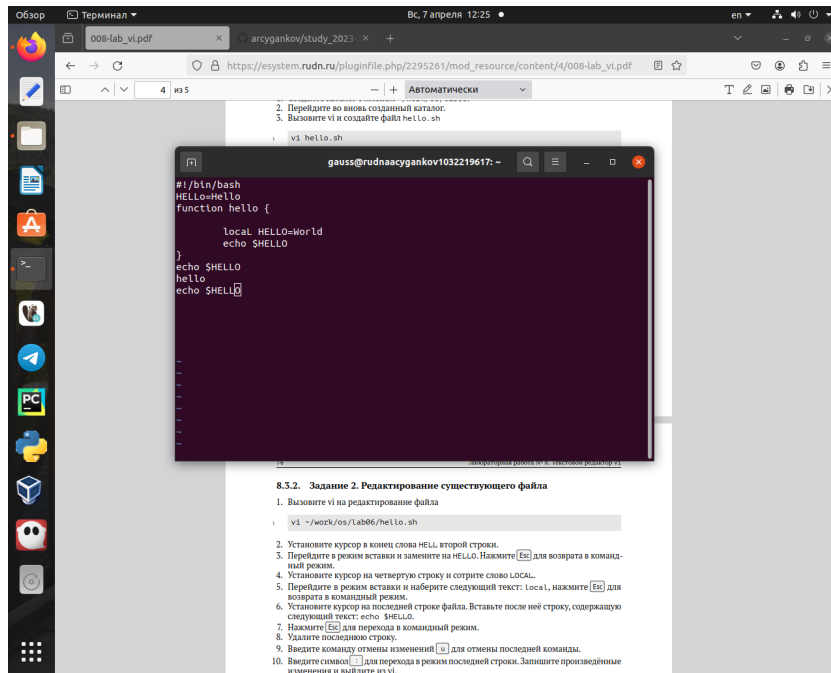 Обзор
Терминал
Вс, 7 апреля 12:25
en
008-lab_vi.pdf
arcygankov/study_2023-
https://esystem.rudn.ru/pluginfile.php/2295261/mod_resource/content/4/008-lab_vi.pdf
4 из 5
Автоматически
2. Перейдите во вновь созданный каталог.
3. Вызовите vi и создайте файл hello.sh
1 vi hello.sh
gauss@rudnaacygankov1032219617: ~
#!/bin/bash
HELLo=Hello
function hello {
locaL HELLO=World
echo $HELLO
}
echo $HELLO
hello
echo $HELLO
~
~
~
~
~
~
~
~
74 Лабораторная работа № 8. Текстовый редактор vi
8.3.2. Задание 2. Редактирование существующего файла
1. Вызовите vi на редактирование файла
1 vi ~/work/os/lab06/hello.sh
2. Установите курсор в конец слова HELL второй строки.
3. Перейдите в режим вставки и замените на HELLO. Нажмите Esc для возврата в команд-
ный режим.
4. Установите курсор на четвертую строку и сотрите слово LOCAL.
5. Перейдите в режим вставки и наберите следующий текст: local, нажмите Esc для
возврата в командный режим.
6. Установите курсор на последней строке файла. Вставьте после неё строку, содержащую
следующий текст: echo $HELLO.
7. Нажмите Esc для перехода в командный режим.
8. Удалите последнюю строку.
9. Введите команду отмены изменений u для отмены последней команды.
10. Введите символ : для перехода в режим последней строки. Запишите произведённые
изменения и выйдите из vi.
PC